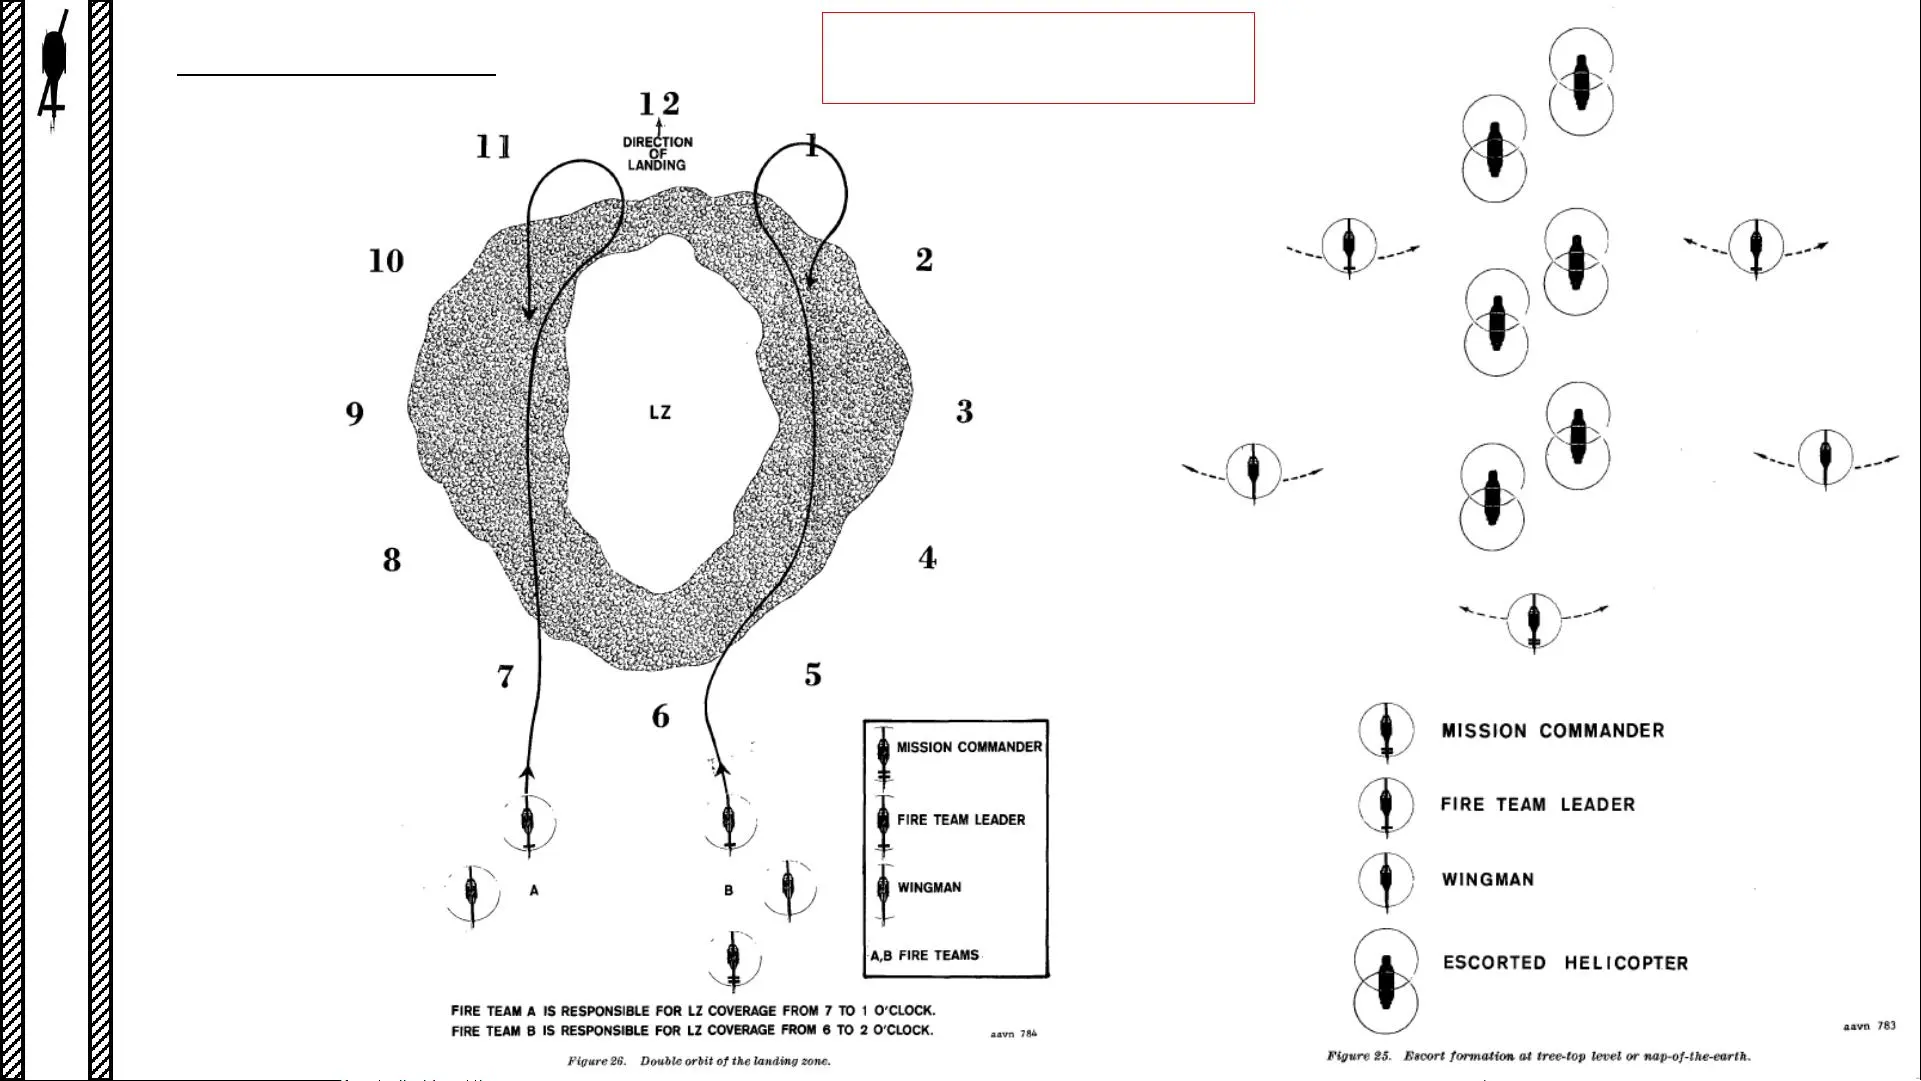 12
DIRECTION
OF
LANDING
11
1
10
2
9
LZ
3
8
4
7
5
6
A
B
MISSION COMMANDER
FIRE TEAM LEADER
WINGMAN
A,B FIRE TEAMS
FIRE TEAM A IS RESPONSIBLE FOR LZ COVERAGE FROM 7 TO 1 O'CLOCK.
FIRE TEAM B IS RESPONSIBLE FOR LZ COVERAGE FROM 6 TO 2 O'CLOCK.
aavn 784
Figure 26. Double orbit of the landing zone.
MISSION COMMANDER
FIRE TEAM LEADER
WINGMAN
ESCORTED HELICOPTER
aavn 783
Figure 25. Escort formation at tree-top level or nap-of-the-earth.